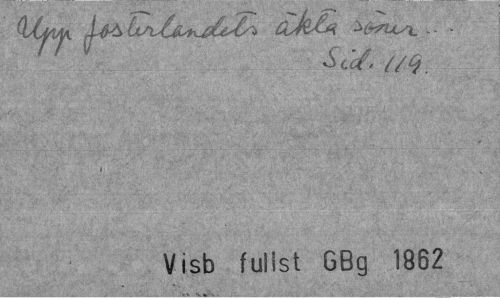 Upp fosterlandets äkta söner...
Sid. 119.
Visb fullst GBg 1862